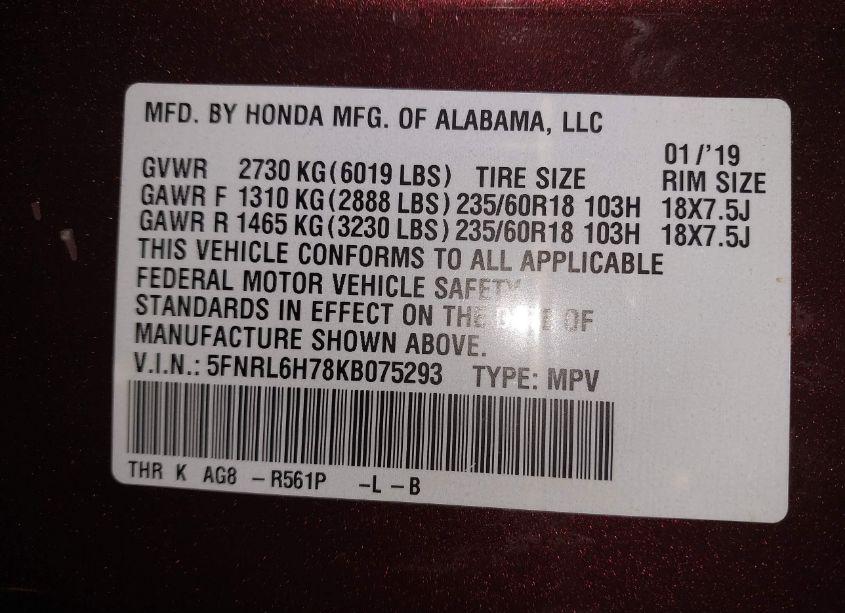 MFD. BY HONDA MFG. OF ALABAMA, LLC
01/'19
GVWR 2730 KG(6019 LBS) TIRE SIZE RIM SIZE
GAWR F 1310 KG(2888 LBS) 235/60R18 103H 18X7.5J
GAWR R 1465 KG(3230 LBS) 235/60R18 103H 18X7.5J
THIS VEHICLE CONFORMS TO ALL APPLICABLE
FEDERAL MOTOR VEHICLE SAFETY
STANDARDS IN EFFECT ON THE DATE OF
MANUFACTURE SHOWN ABOVE.
V.I.N.: 5FNRL6H78KB075293 TYPE: MPV
THR K AG8 -R561P -L -B